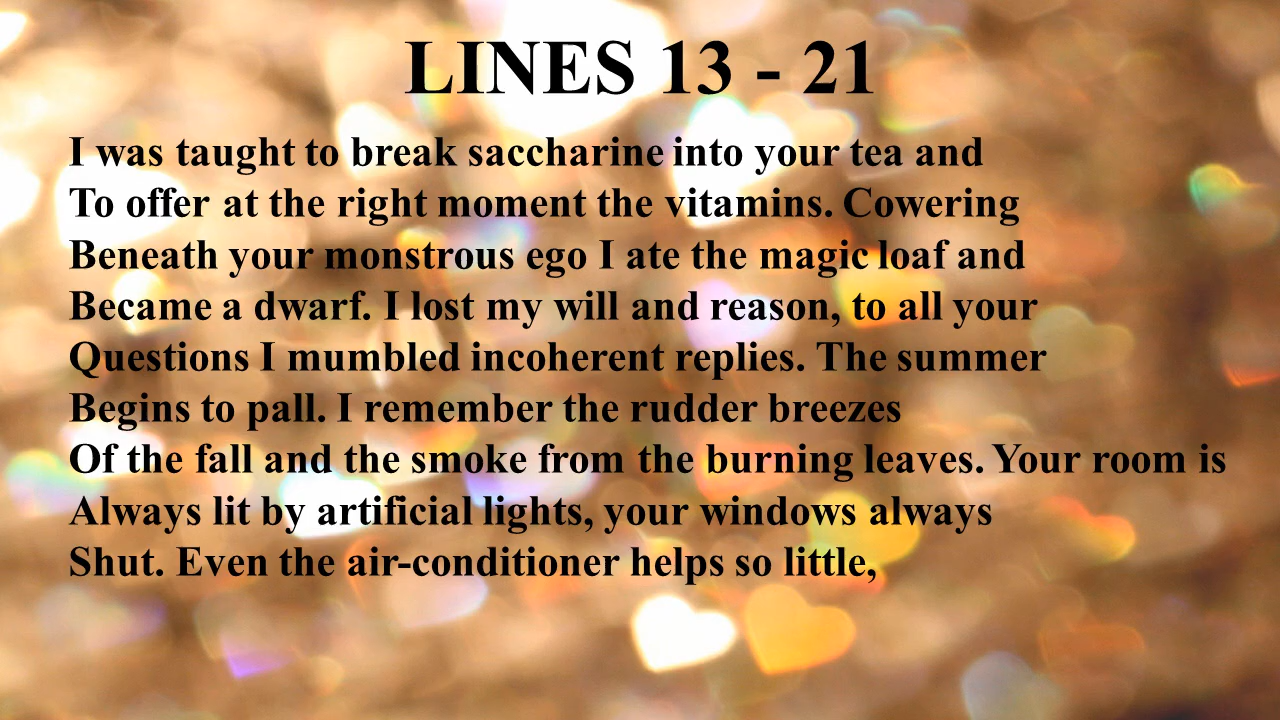 LINES 13 - 21
I was taught to break saccharine into your tea and
To offer at the right moment the vitamins. Cowering
Beneath your monstrous ego I ate the magic loaf and
Became a dwarf. I lost my will and reason, to all your
Questions I mumbled incoherent replies. The summer
Begins to pall. I remember the rudder breezes
Of the fall and the smoke from the burning leaves. Your room is
Always lit by artificial lights, your windows always
Shut. Even the air-conditioner helps so little,